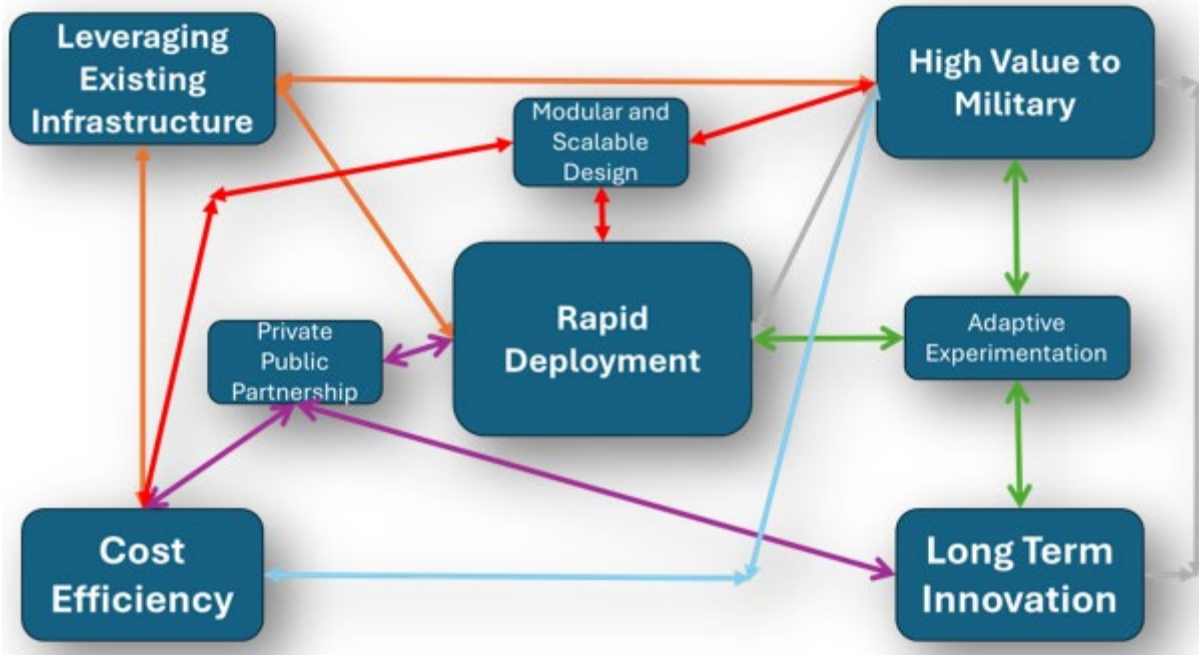 Leveraging
Existing
Infrastructure
High Value to
Military
Modular and
Scalable
Design
Rapid
Deployment
Private
Public
Partnership
Adaptive
Experimentation
Cost
Efficiency
Long Term
Innovation